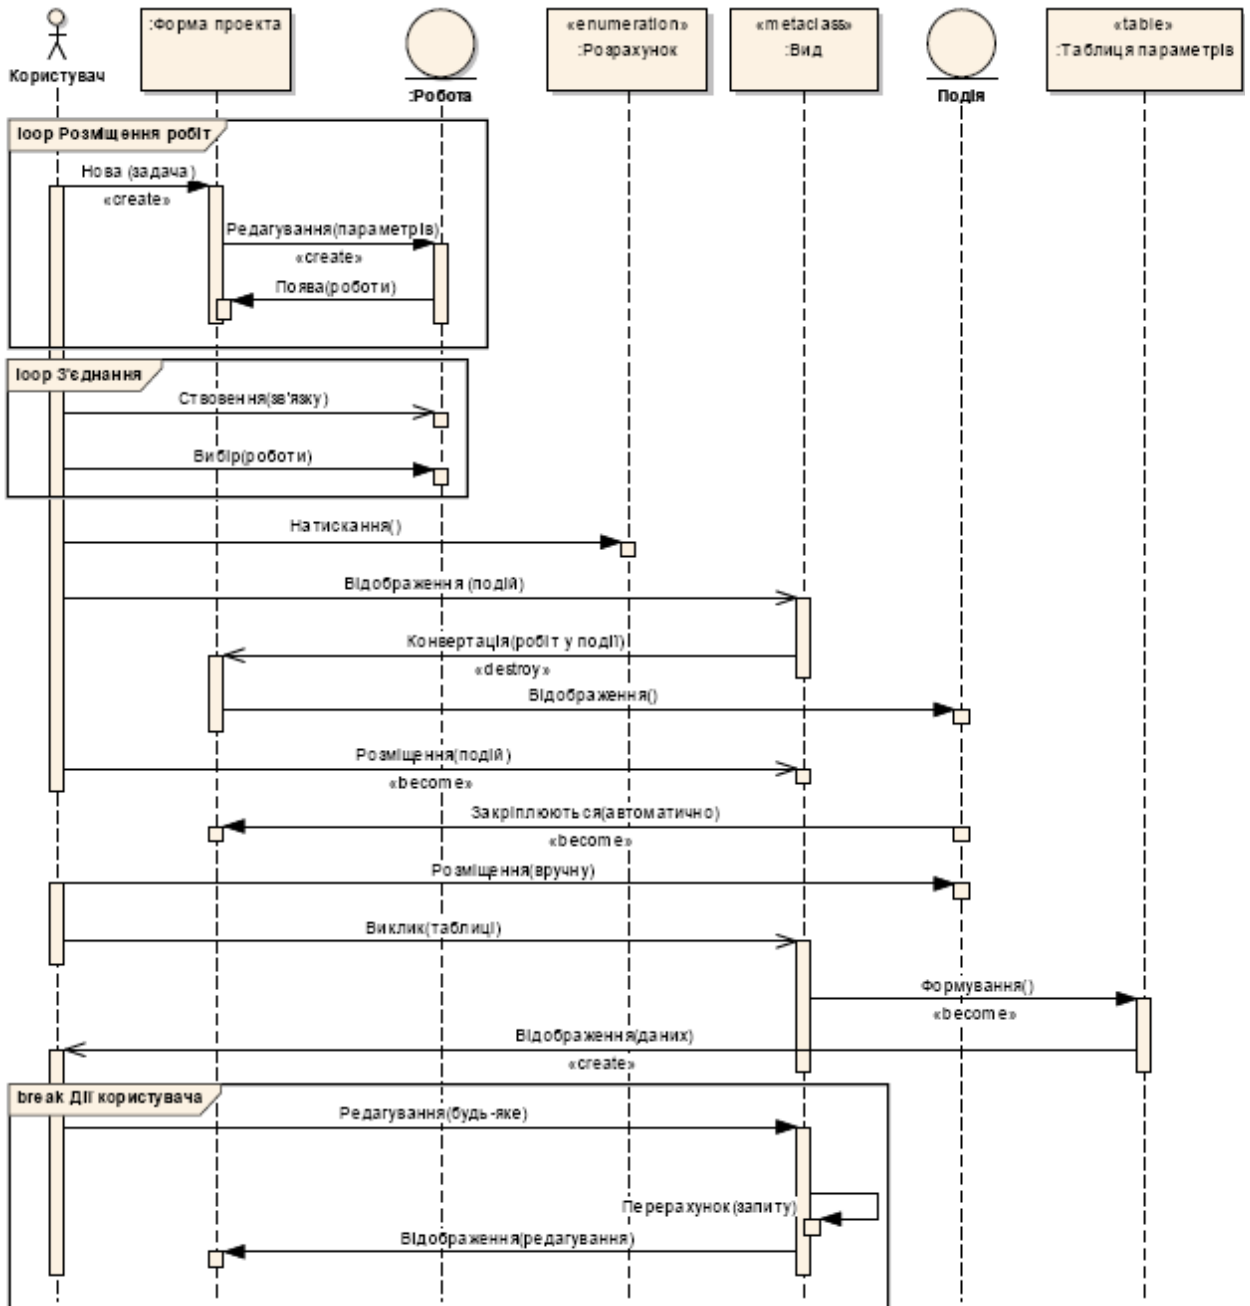 «enumeration»
«metaclass»
«table»
:Форма проекта
:Розрахунок
:Вид
:Таблиця параметрів
Користувач
:Робота
Подія
loop Розміщення робіт
Нова (задача)
«create»
Редагування(параметрів)
«create»
Поява(роботи)
loop З'єднання
Ствовення(зв'язку)
Вибір(роботи)
Натискання()
Відображення (подій)
Конвертація(робіт у події)
«destroy»
Відображення()
Розміщення(подій)
«become»
Закріплюються(автоматично)
«become»
Розміщення(вручну)
Виклик(таблиці)
Формування()
«become»
Відображення(даних)
«create»
break Дії користувача
Редагування(будь-яке)
Перерахунок(запиту)
Відображення(редагування)